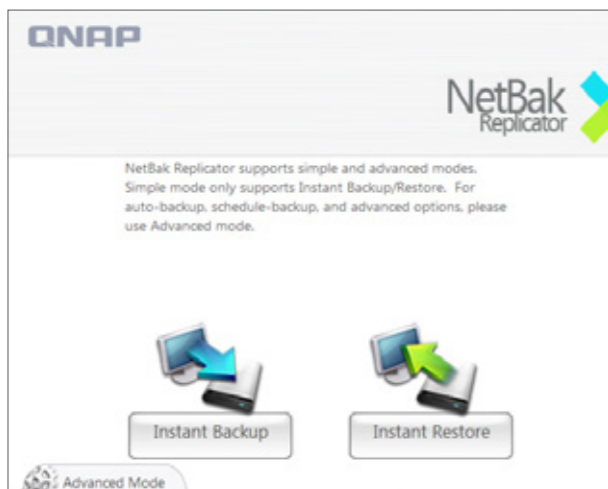 QNAP
NetBak
Replicator
NetBak Replicator supports simple and advanced modes.
Simple mode only supports Instant Backup/Restore. For
auto-backup, schedule-backup, and advanced options, please
use Advanced mode.
Instant Backup
Instant Restore
Advanced Mode